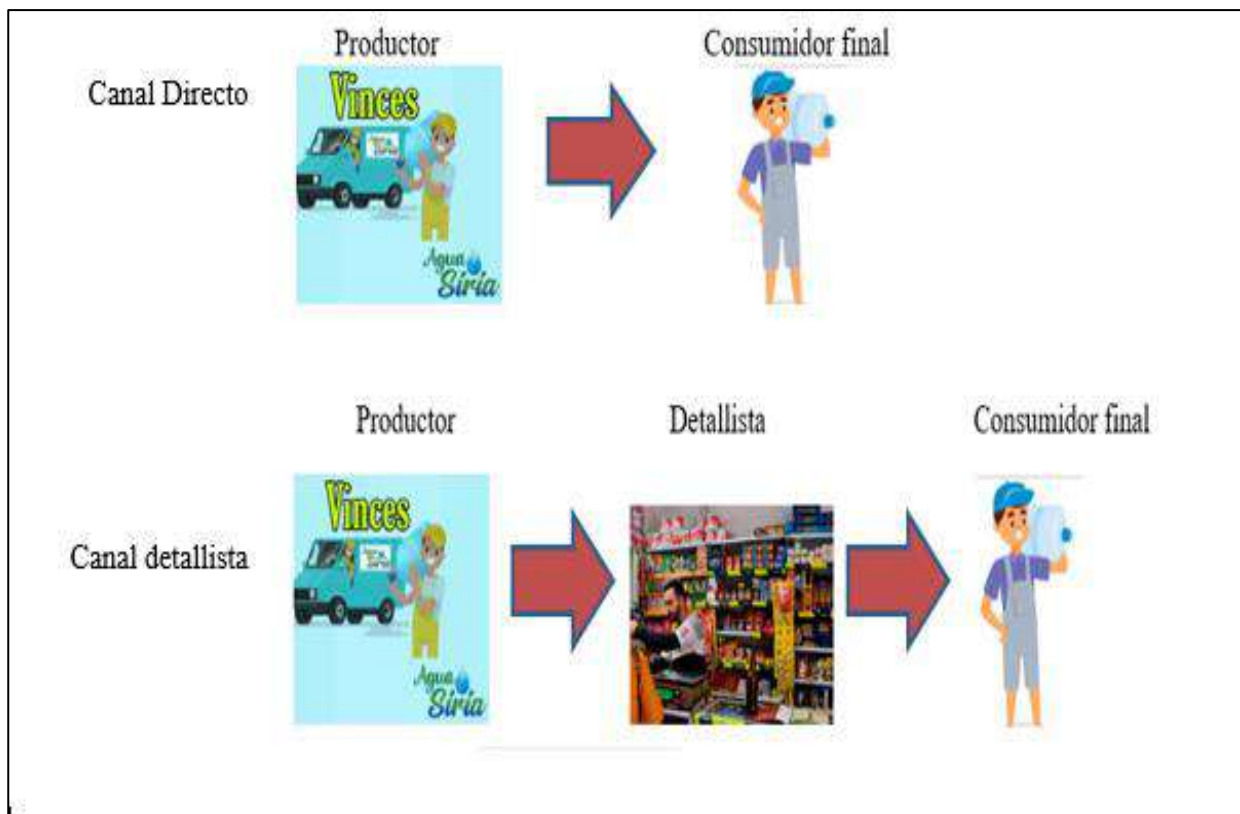 Productor
Consumidor final
Canal Directo
Vinces
Agua
Siria
Productor
Detallista
Consumidor final
Canal detallista
Vinces
Agua
Siria